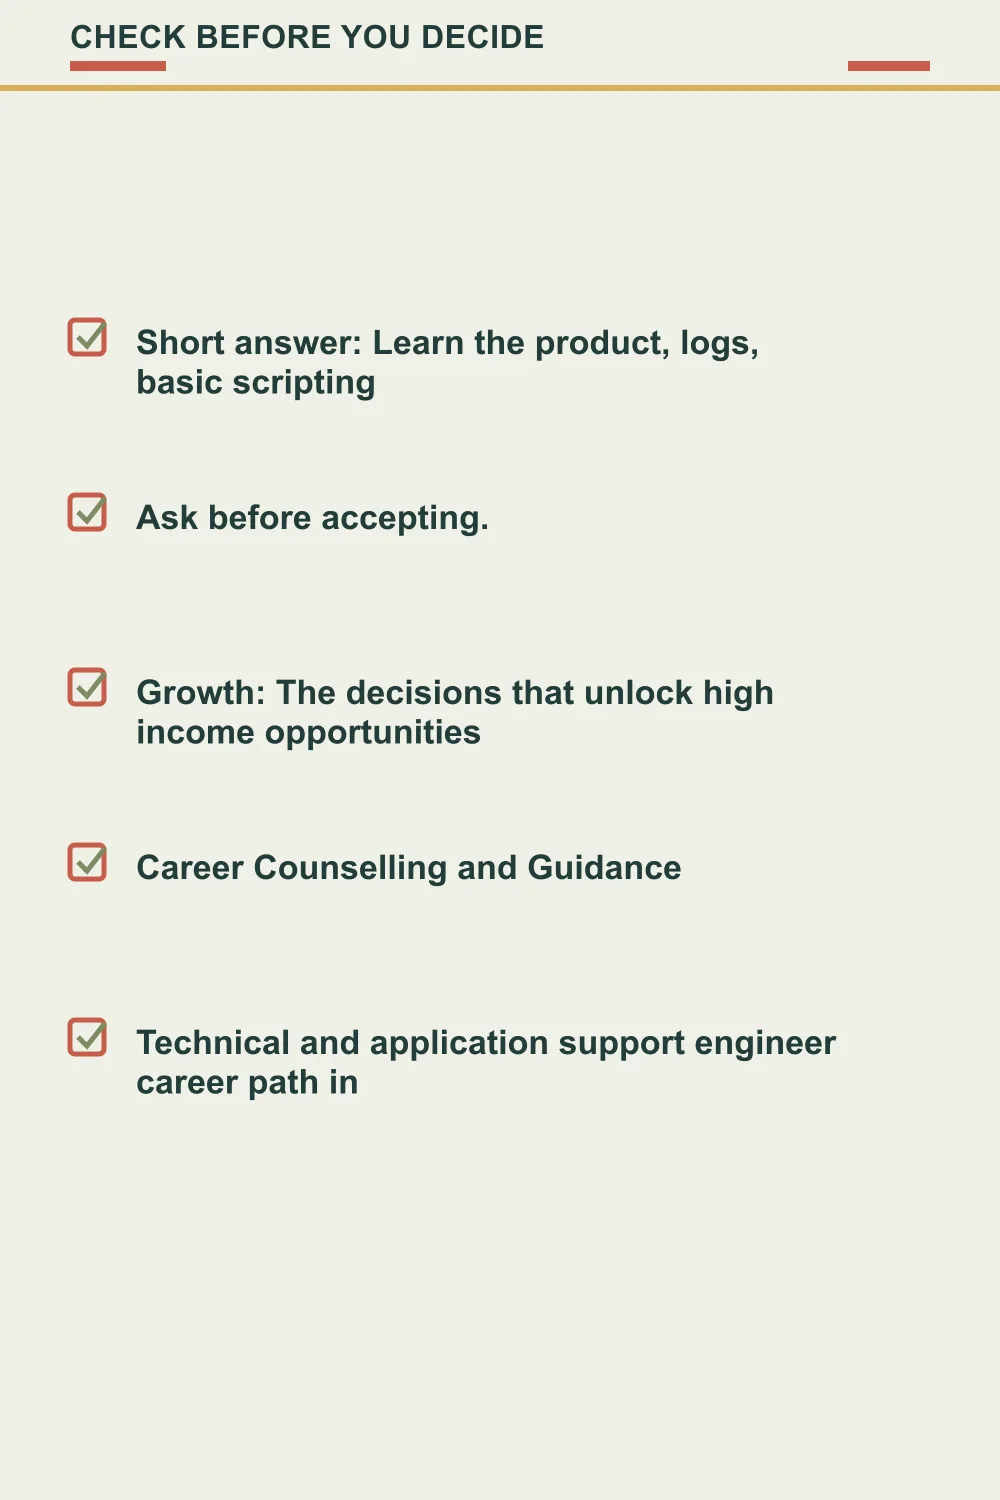 CHECK BEFORE YOU DECIDE
Short answer: Learn the product, logs,
basic scripting
Ask before accepting.
Growth: The decisions that unlock high
income opportunities
Career Counselling and Guidance
Technical and application support engineer
career path in